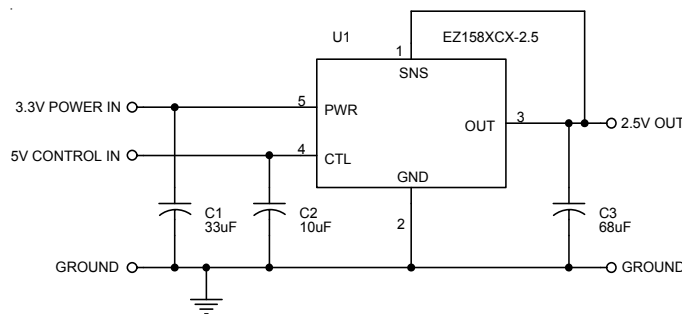 U1
EZ158XCX-2.5
1
SNS
3.3V POWER IN
5
PWR
3
2.5V OUT
OUT
5V CONTROL IN
4
CTL
GND
2
C1
33uF
C2
10uF
C3
68uF
GROUND
GROUND